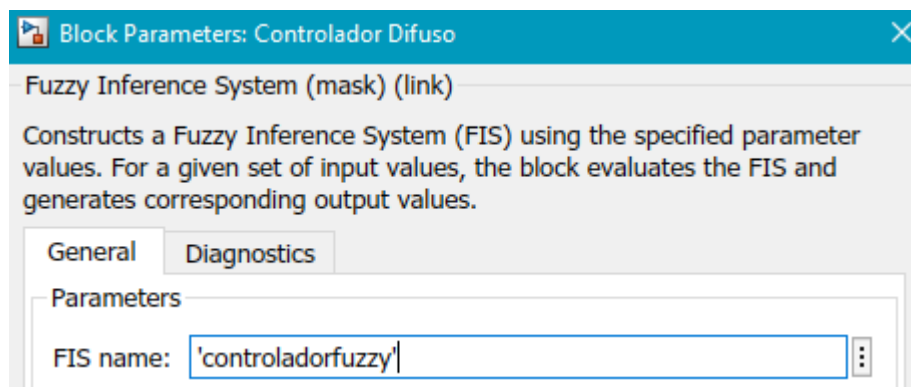 Block Parameters: Controlador Difuso
Fuzzy Inference System (mask) (link)
Constructs a Fuzzy Inference System (FIS) using the specified parameter
values. For a given set of input values, the block evaluates the FIS and
generates corresponding output values.
General Diagnostics
Parameters
FIS name: 'controladorfuzzy'